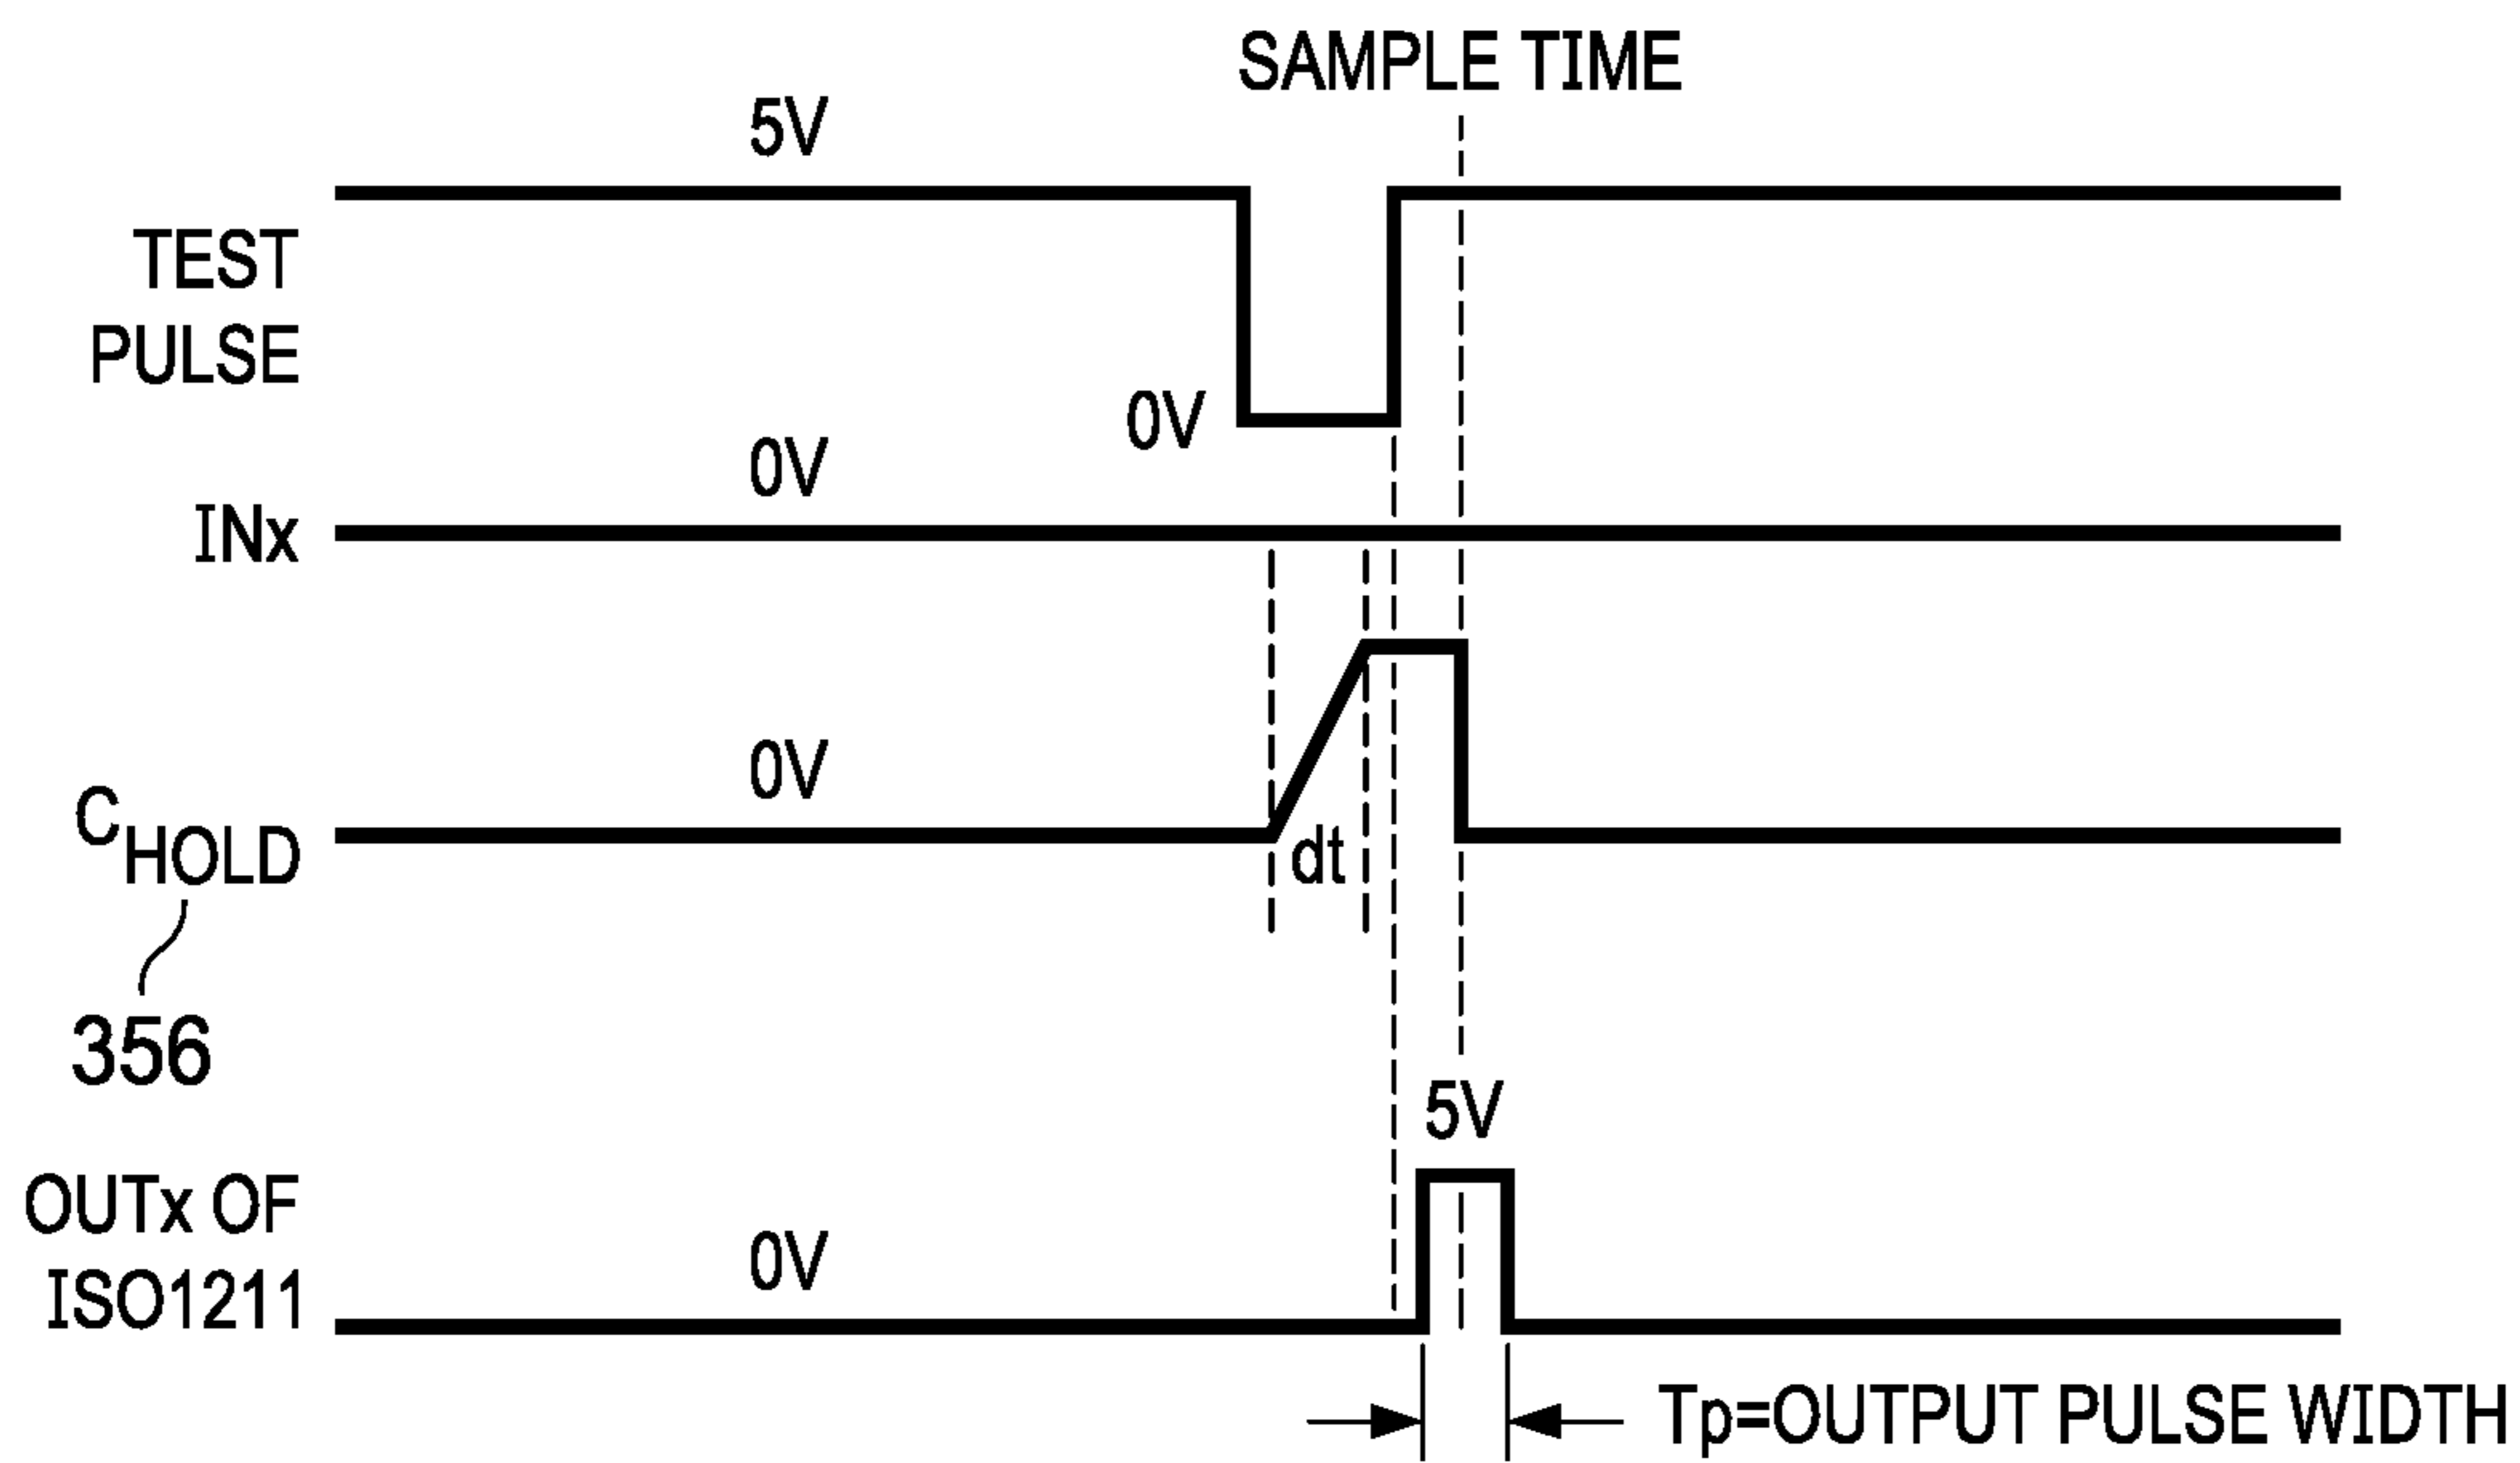 SAMPLE TIME
5V
TEST
PULSE
0V
0V
INx
0V
CHOLD
dt
356
5V
OUTx OF
ISO1211
0V
Tp=OUTPUT PULSE WIDTH